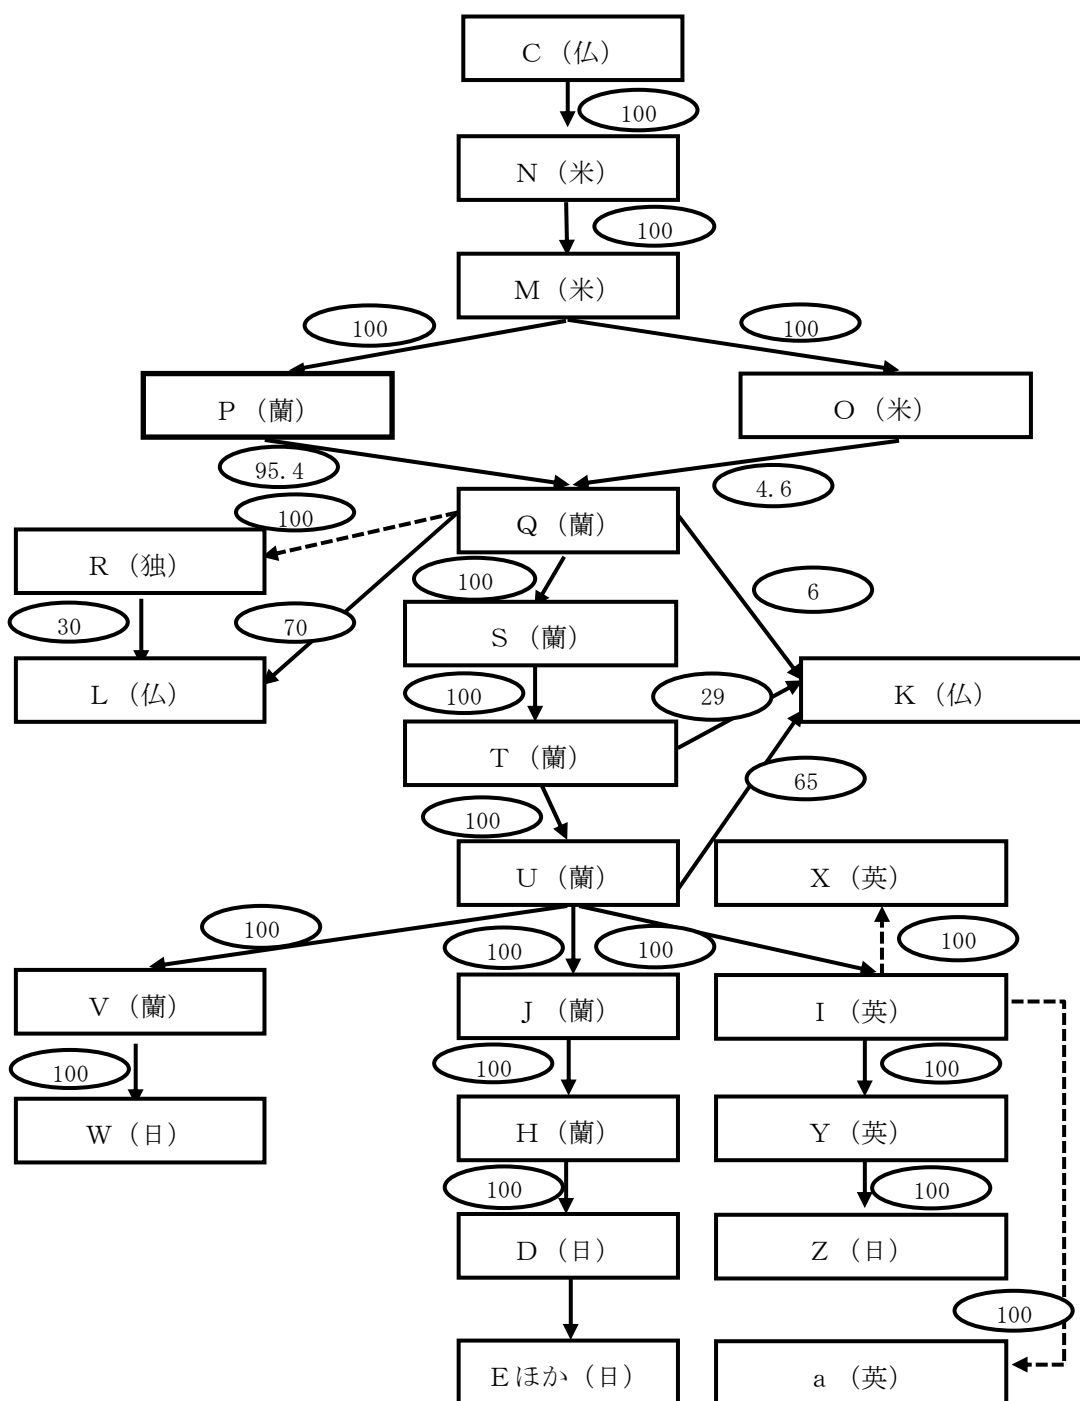 C（仏）
100
N（米）
100
M（米）
100
100
P（蘭）
O（米）
95.4
4.6
100
Q（蘭）
R（独）
100
6
30
70
S（蘭）
L（仏）
100
29
K（仏）
T（蘭）
65
100
U（蘭）
X（英）
100
100
100
100
V（蘭）
J（蘭）
I（英）
100
100
100
W（日）
H（蘭）
Y（英）
100
100
D（日）
Z（日）
100
Eほか（日）
a（英）